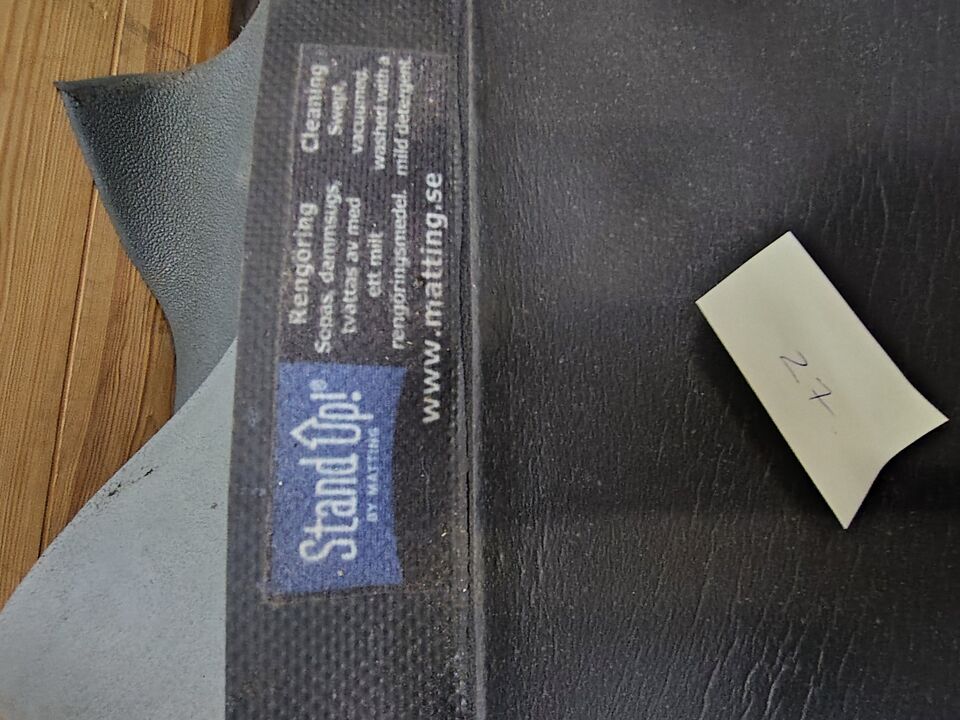 Stand Up!®
BY MATTING
Rengöring
Sopas, dammsugs,
tvättas av med
ett milt
rengöringsmedel.
Cleaning
Swept,
vacuumed,
washed with a
mild detergent.
www.matting.se
27